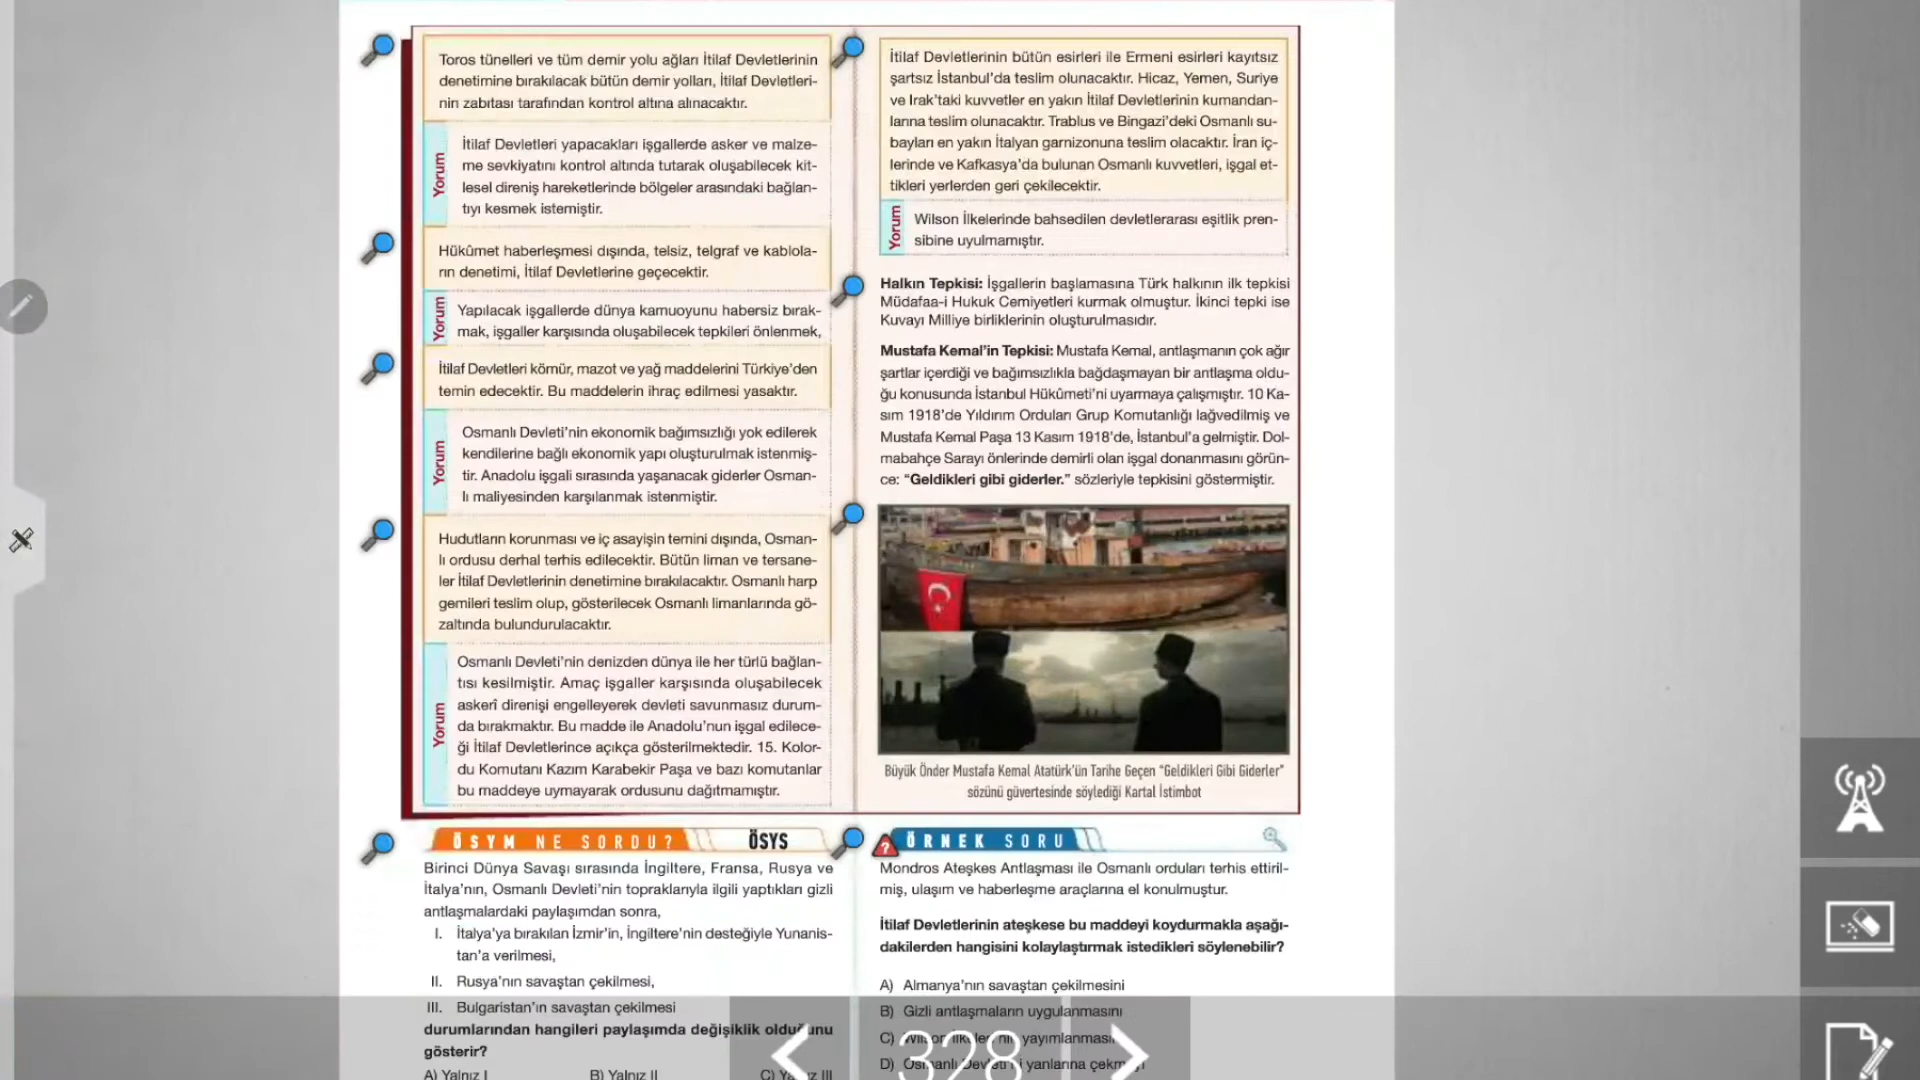 Toros tünelleri ve tüm demir yolu ağları İtilaf Devletlerinin
denetimine bırakılacak bütün demir yolları, İtilaf Devletleri-
nin zabıtası tarafından kontrol altına alınacaktır.
Yorum
İtilaf Devletleri yapacakları işgallerde asker ve malze-
me sevkiyatını kontrol altında tutarak oluşabilecek kit-
lesel direniş hareketlerinde bölgeler arasındaki bağlan-
tıyı kesmek istemiştir.
Hükûmet haberleşmesi dışında, telsiz, telgraf ve kablola-
rın denetimi, İtilaf Devletlerine geçecektir.
Yorum
Yapılacak işgallerde dünya kamuoyunu habersiz bırak-
mak, işgaller karşısında oluşabilecek tepkileri önlenmek,
İtilaf Devletleri kömür, mazot ve yağ maddelerini Türkiye’den
temin edecektir. Bu maddelerin ihraç edilmesi yasaktır.
Yorum
Osmanlı Devleti’nin ekonomik bağımsızlığı yok edilerek
kendilerine bağlı ekonomik yapı oluşturulmak istenmiş-
tir. Anadolu işgali sırasında yaşanacak giderler Osman-
lı maliyesinden karşılanmak istenmiştir.
Hudutların korunması ve iç asayişin temini dışında, Osman-
lı ordusu derhal terhis edilecektir. Bütün liman ve tersane-
ler İtilaf Devletlerinin denetimine bırakılacaktır. Osmanlı harp
gemileri teslim olup, gösterilecek Osmanlı limanlarında gö-
zaltında bulundurulacaktır.
Yorum
Osmanlı Devleti’nin denizden dünya ile her türlü bağlan-
tısı kesilmiştir. Amaç işgaller karşısında oluşabilecek
askerî direnişi engelleyerek devleti savunmasız durum-
da bırakmaktır. Bu madde ile Anadolu’nun işgal edilece-
ği İtilaf Devletlerince açıkça gösterilmektedir. 15. Kolor-
du Komutanı Kazım Karabekir Paşa ve bazı komutanlar
bu maddeye uymayarak ordusunu dağıtmamıştır.
İtilaf Devletlerinin bütün esirleri ile Ermeni esirleri kayıtsız
şartsız İstanbul’da teslim olunacaktır. Hicaz, Yemen, Suriye
ve Irak’taki kuvvetler en yakın İtilaf Devletlerinin kumandan-
larına teslim olunacaktır. Trablus ve Bingazi’deki Osmanlı su-
bayları en yakın İtalyan garnizonuna teslim olacaktır. İran iç-
lerinde ve Kafkasya’da bulunan Osmanlı kuvvetleri, işgal et-
tikleri yerlerden geri çekilecektir.
Yorum
Wilson İlkelerinde bahsedilen devletlerarası eşitlik pren-
sibine uyulmamıştır.
Halkın Tepkisi: İşgallerin başlamasına Türk halkının ilk tepkisi
Müdafaa-i Hukuk Cemiyetleri kurmak olmuştur. İkinci tepki ise
Kuvayı Milliye birliklerinin oluşturulmasıdır.
Mustafa Kemal’in Tepkisi: Mustafa Kemal, antlaşmanın çok ağır
şartlar içerdiği ve bağımsızlıkla bağdaşmayan bir antlaşma oldu-
ğu konusunda İstanbul Hükûmeti’ni uyarmaya çalışmıştır. 10 Ka-
sım 1918’de Yıldırım Orduları Grup Komutanlığı lağvedilmiş ve
Mustafa Kemal Paşa 13 Kasım 1918’de, İstanbul’a gelmiştir. Dol-
mabahçe Sarayı önlerinde demirli olan işgal donanmasını görün-
ce: “Geldikleri gibi giderler.” sözleriyle tepkisini göstermiştir.
Büyük Önder Mustafa Kemal Atatürk’ün Tarihe Geçen “Geldikleri Gibi Giderler”
sözünü güvertesinde söylediği Kartal İstimbot
ÖSYM NE SORDU? ÖSYS
Birinci Dünya Savaşı sırasında İngiltere, Fransa, Rusya ve
İtalya’nın, Osmanlı Devleti’nin topraklarıyla ilgili yaptıkları gizli
antlaşmalardaki paylaşımdan sonra,
I. İtalya’ya bırakılan İzmir’in, İngiltere’nin desteğiyle Yunanis-
tan’a verilmesi,
II. Rusya’nın savaştan çekilmesi,
III. Bulgaristan’ın savaştan çekilmesi
durumlarından hangileri paylaşımda değişiklik olduğunu
gösterir?
A) Yalnız I B) Yalnız II C) Yalnız III
? ÖRNEK SORU
Mondros Ateşkes Antlaşması ile Osmanlı orduları terhis ettiril-
miş, ulaşım ve haberleşme araçlarına el konulmuştur.
İtilaf Devletlerinin ateşkese bu maddeyi koydurmakla aşağı-
dakilerden hangisini kolaylaştırmak istedikleri söylenebilir?
A) Almanya’nın savaştan çekilmesini
B) Gizli antlaşmaların uygulanmasını
C) Wilson İlkeleri’nin yayımlanmasını
D) Osmanlı Devleti’ni yanlarına çekmeyi
328